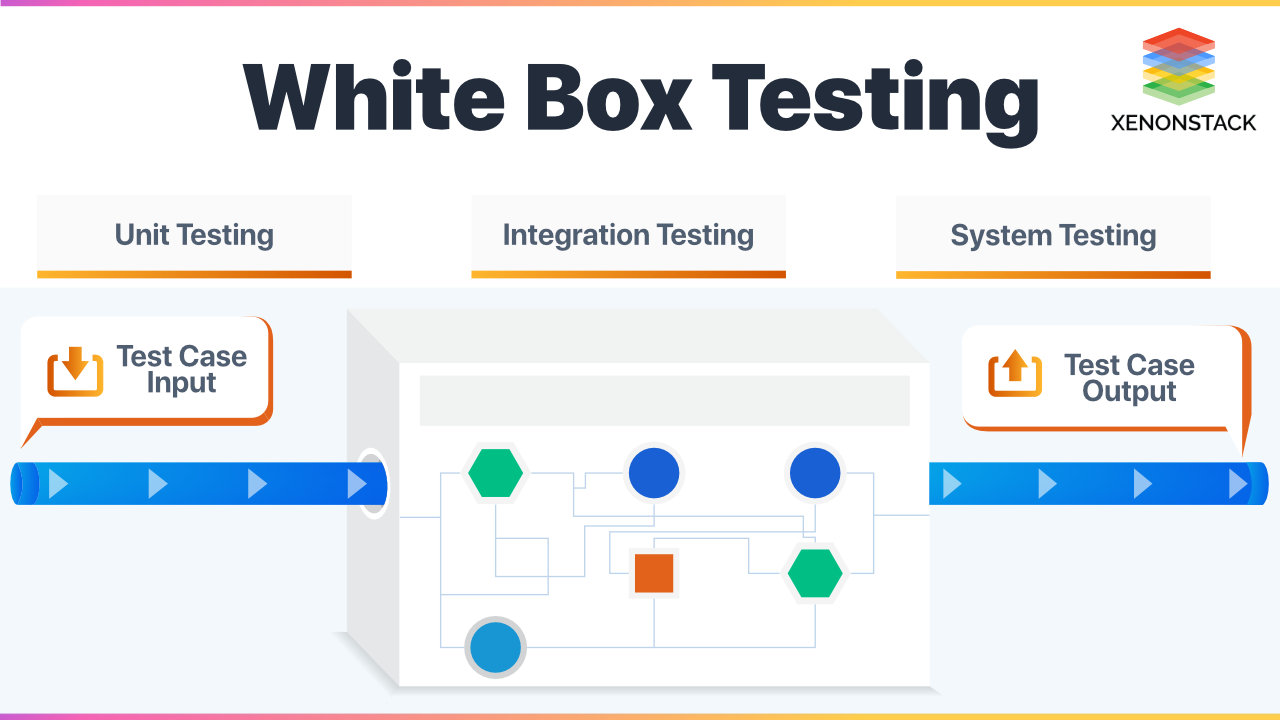 White Box Testing
XENONSTACK
Unit Testing
Integration Testing
System Testing
Test Case
Input
Test Case
Output